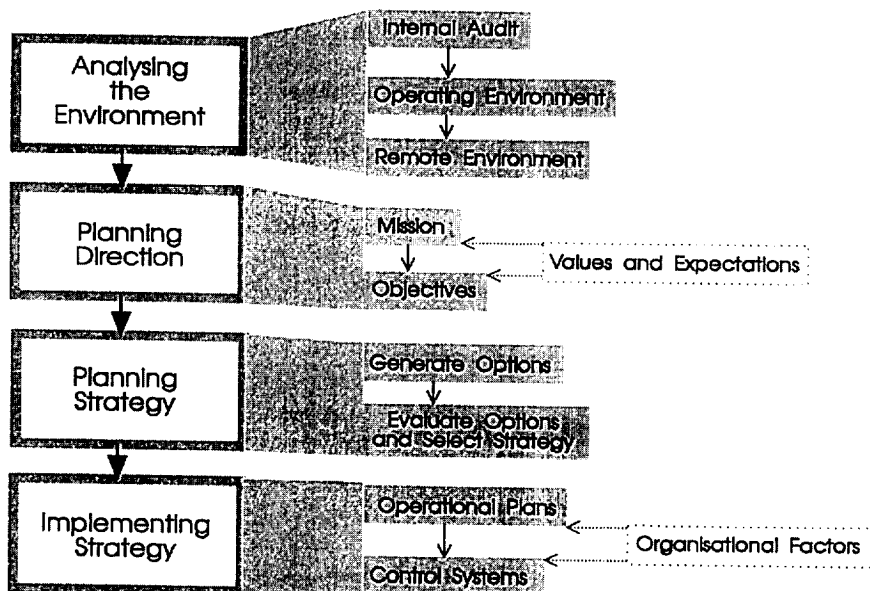 Analysing
the
Environment
Internal Audit
Operating Environment
Remote Environment
Planning
Direction
Mission
Objectives
Values and Expectations
Planning
Strategy
Generate Options
Evaluate Options
and Select Strategy
Implementing
Strategy
Operational Plans
Control Systems
Organisational Factors